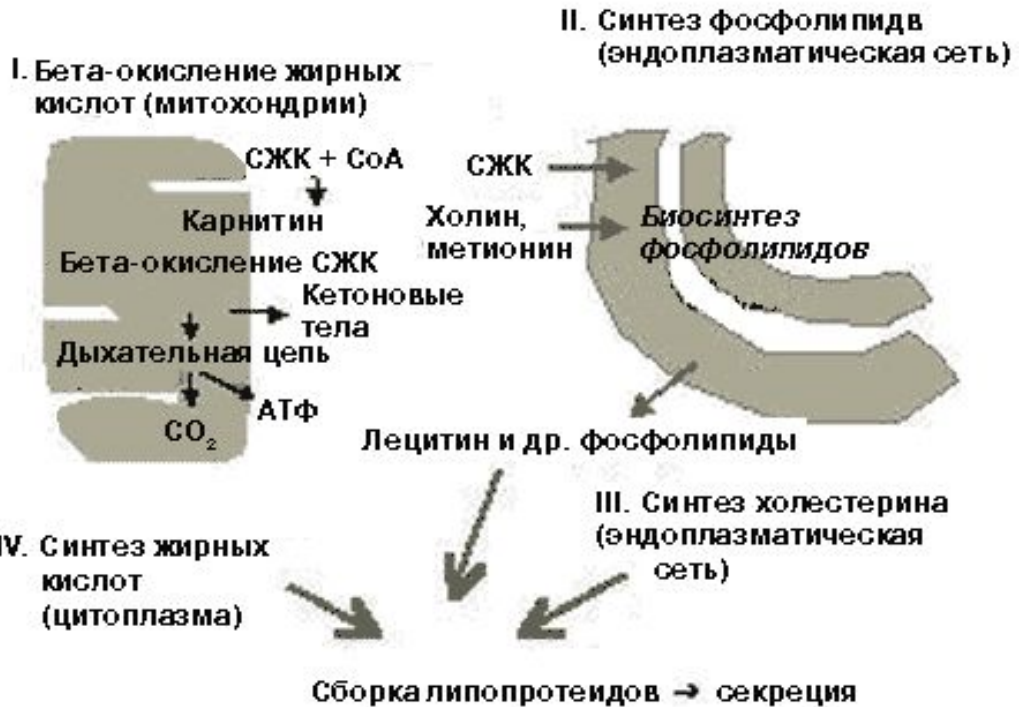 I. Бета-окисление жирных
кислот (митохондрии)
СЖК + СоА
Карнитин
Бета-окисление СЖК
Кетоновые
тела
Дыхательная цепь
АТф
СО2
II. Синтез фосфолипидв
(эндоплазматическая сеть)
СЖК
Холин,
метионин
Биосинтез
фосфолипидов
Лецитин и др. фосфолипиды
III. Синтез холестерина
(эндоплазматическая
сеть)
IV. Синтез жирных
кислот
(цитоплазма)
Сборка липопротеидов → секреция